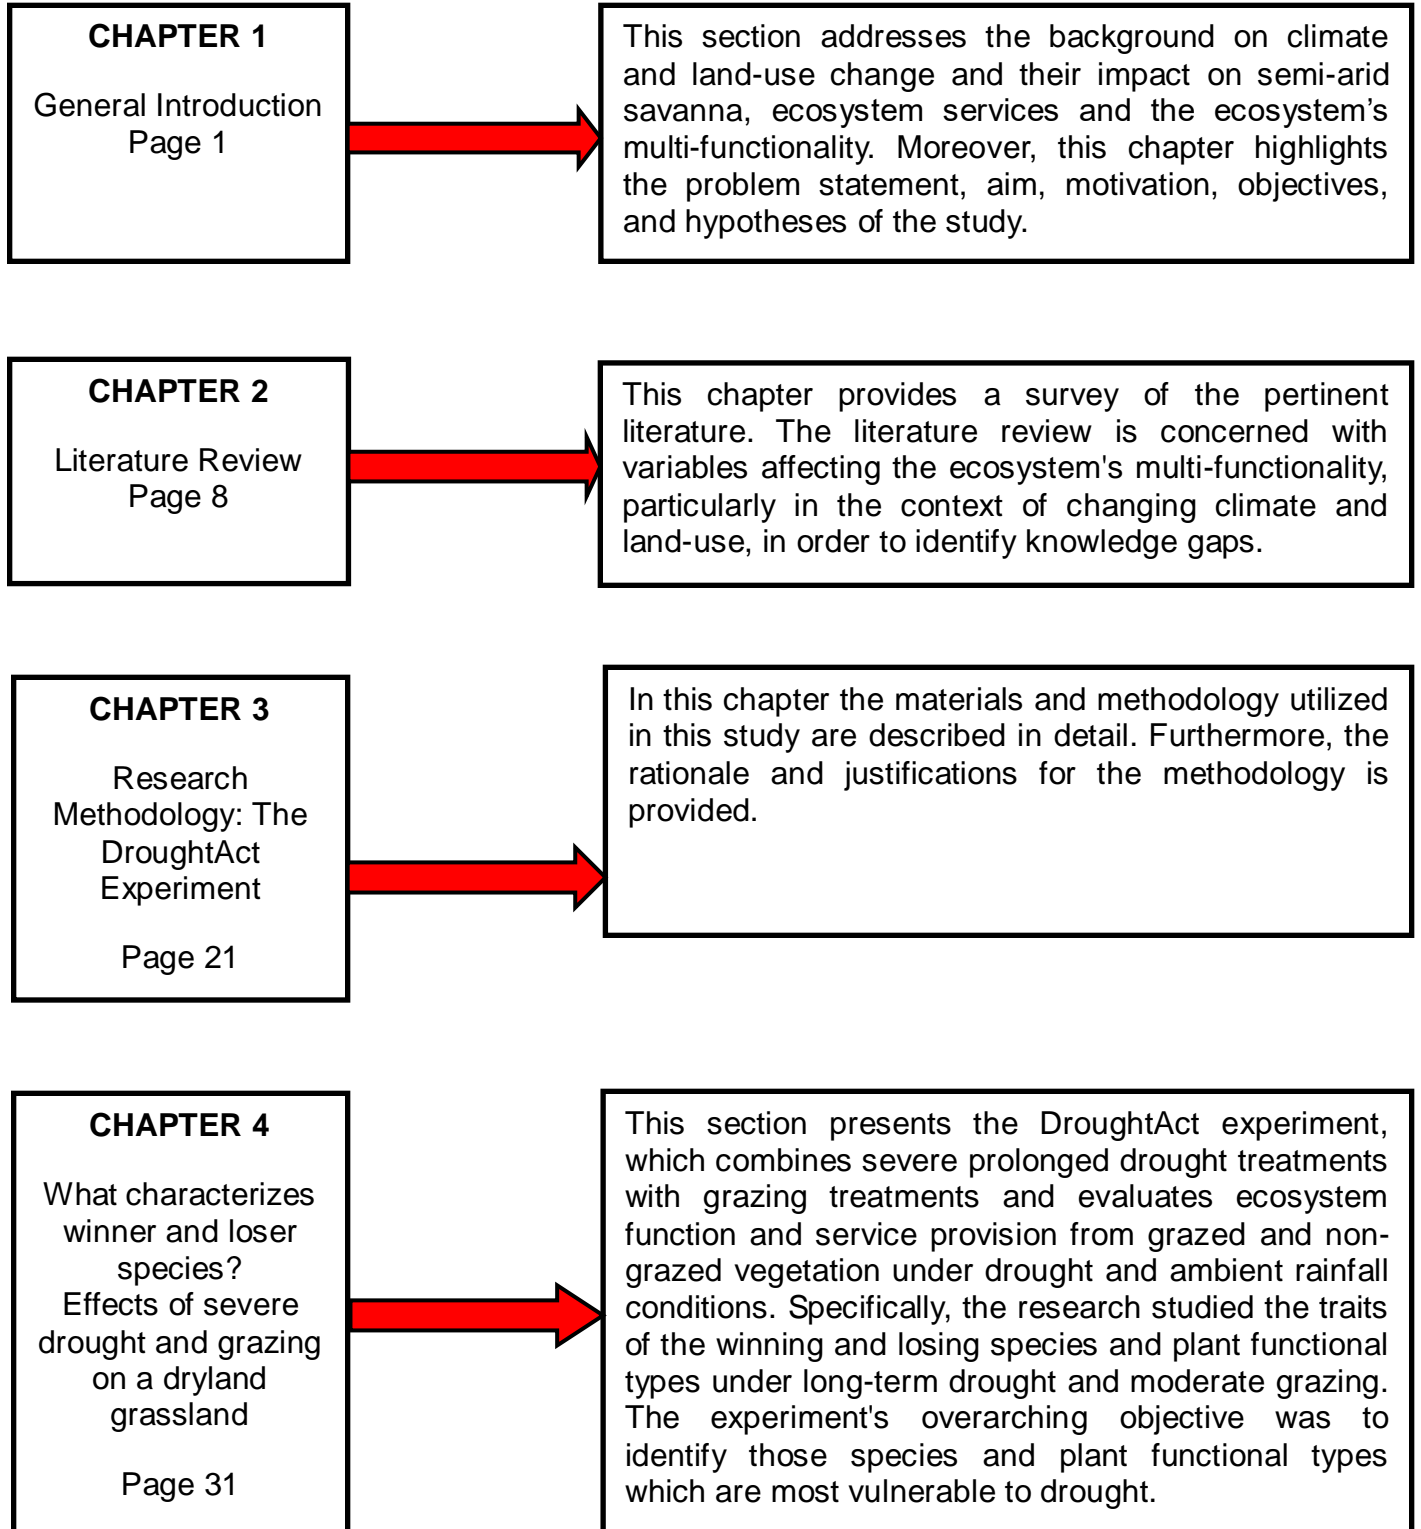 CHAPTER 1
General Introduction
Page 1
This section addresses the background on climate
and land-use change and their impact on semi-arid
savanna, ecosystem services and the ecosystem’s
multi-functionality. Moreover, this chapter highlights
the problem statement, aim, motivation, objectives,
and hypotheses of the study.
CHAPTER 2
Literature Review
Page 8
This chapter provides a survey of the pertinent
literature. The literature review is concerned with
variables affecting the ecosystem's multi-functionality,
particularly in the context of changing climate and
land-use, in order to identify knowledge gaps.
CHAPTER 3
Research
Methodology: The
DroughtAct
Experiment
Page 21
In this chapter the materials and methodology utilized
in this study are described in detail. Furthermore, the
rationale and justifications for the methodology is
provided.
CHAPTER 4
What characterizes
winner and loser
species?
Effects of severe
drought and grazing
on a dryland
grassland
Page 31
This section presents the DroughtAct experiment,
which combines severe prolonged drought treatments
with grazing treatments and evaluates ecosystem
function and service provision from grazed and non-
grazed vegetation under drought and ambient rainfall
conditions. Specifically, the research studied the traits
of the winning and losing species and plant functional
types under long-term drought and moderate grazing.
The experiment's overarching objective was to
identify those species and plant functional types
which are most vulnerable to drought.